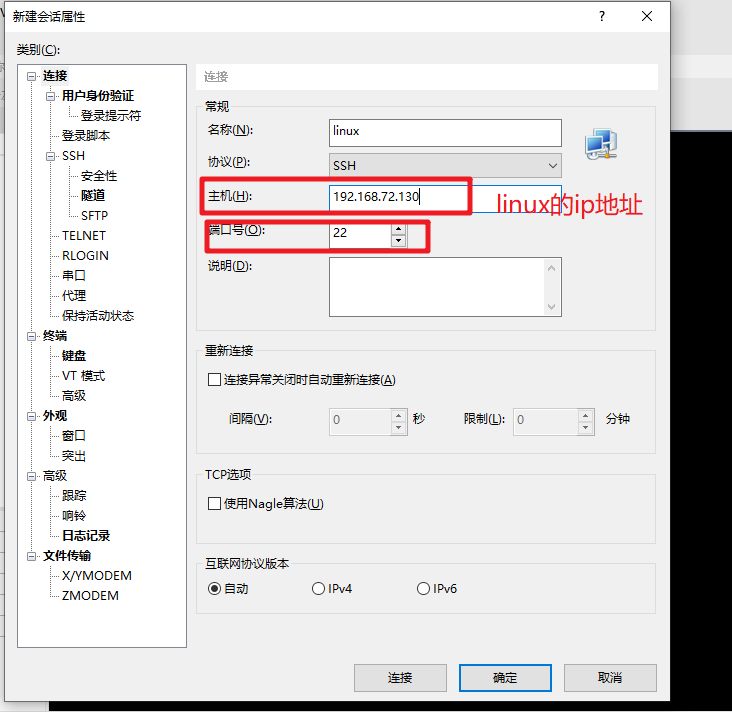 新建会话属性
?
类别(C):
连接
用户身份验证
登录提示符
登录脚本
SSH
安全性
隧道
SFTP
TELNET
RLOGIN
串口
代理
保持活动状态
终端
键盘
VT 模式
高级
外观
窗口
突出
高级
跟踪
响铃
日志记录
文件传输
X/YMODEM
ZMODEM
连接
常规
名称(N):
linux
协议(P):
SSH
主机(H):
192.168.72.130
linux的ip地址
端口号(O):
22
说明(D):
重新连接
连接异常关闭时自动重新连接(A)
间隔(V):
0
秒
限制(L):
0
分钟
TCP选项
使用Nagle算法(U)
互联网协议版本
自动
IPv4
IPv6
连接
确定
取消